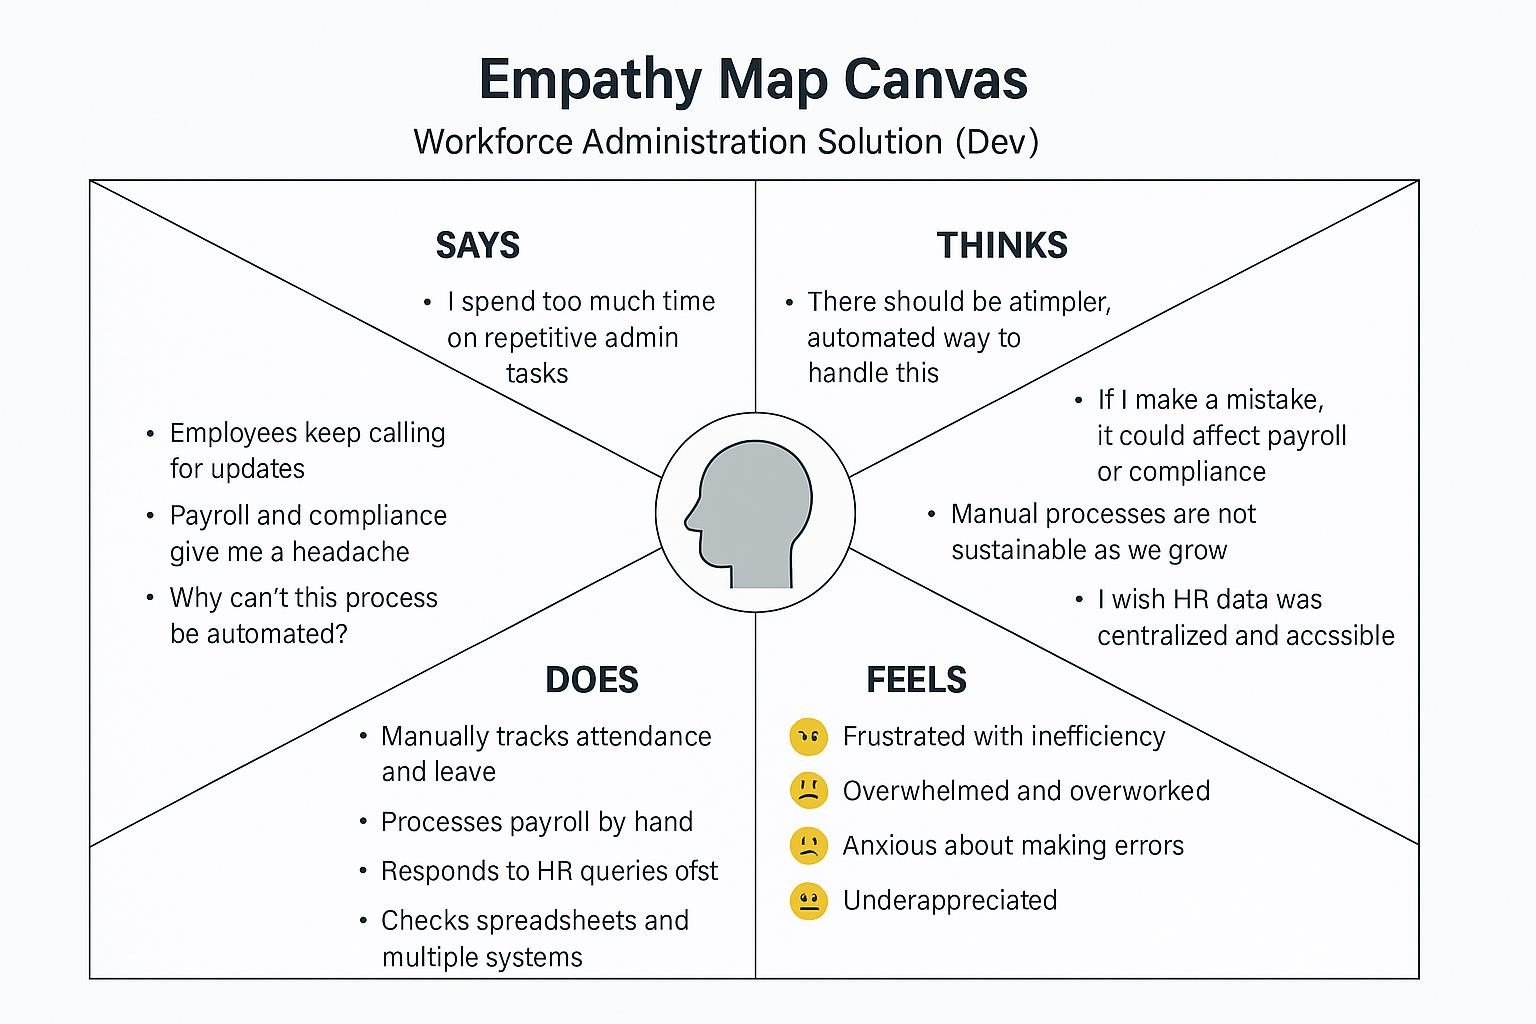 Empathy Map Canvas
Workforce Administration Solution (Dev)
SAYS
• I spend too much time
on repetitive admin
tasks
• Employees keep calling
for updates
• Payroll and compliance
give me a headache
• Why can't this process
be automated?
THINKS
• There should be atimpler,
automated way to
handle this
• If I make a mistake,
it could affect payroll
or compliance
• Manual processes are not
sustainable as we grow
• I wish HR data was
centralized and accssible
DOES
• Manually tracks attendance
and leave
• Processes payroll by hand
• Responds to HR queries ofst
• Checks spreadsheets and
multiple systems
FEELS
Frustrated with inefficiency
Overwhelmed and overworked
Anxious about making errors
Underappreciated